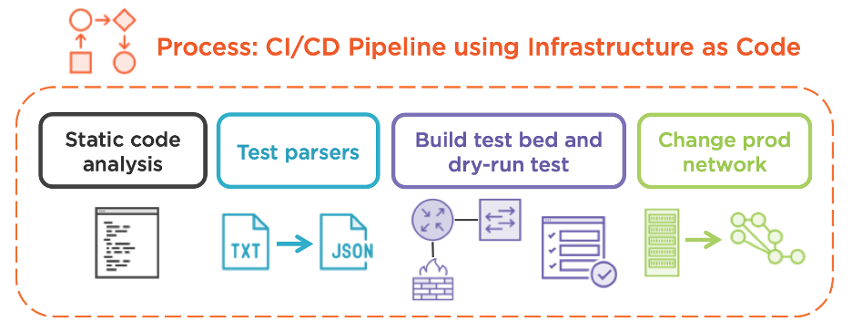 Process: CI/CD Pipeline using Infrastructure as Code
Static code
analysis
Test parsers
Build test bed and
dry-run test
Change prod
network
TXT
JSON